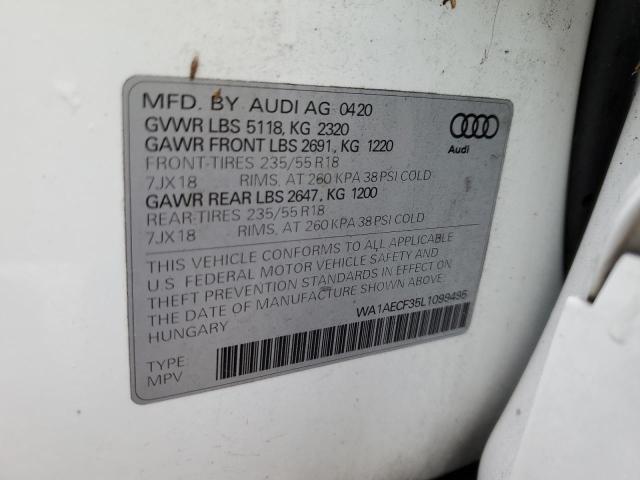 MFD. BY AUDI AG 0420
GVWR LBS 5118, KG 2320
GAWR FRONT LBS 2691, KG 1220
FRONT-TIRES 235/55 R18
7JX18 RIMS, AT 260 KPA 38 PSI COLD
GAWR REAR LBS 2647, KG 1200
REAR-TIRES 235/55 R18
7JX18 RIMS, AT 260 KPA 38 PSI COLD
THIS VEHICLE CONFORMS TO ALL APPLICABLE
U.S. FEDERAL MOTOR VEHICLE SAFETY AND
THEFT PREVENTION STANDARDS IN EFFECT ON
THE DATE OF MANUFACTURE SHOWN ABOVE.
HUNGARY
WA1AECF35L1099495
TYPE:
MPV
Audi